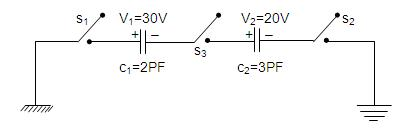 s₁ V₁=30V V₂=20V s₂
+ − s₃ + −
c₁=2PF c₂=3PF